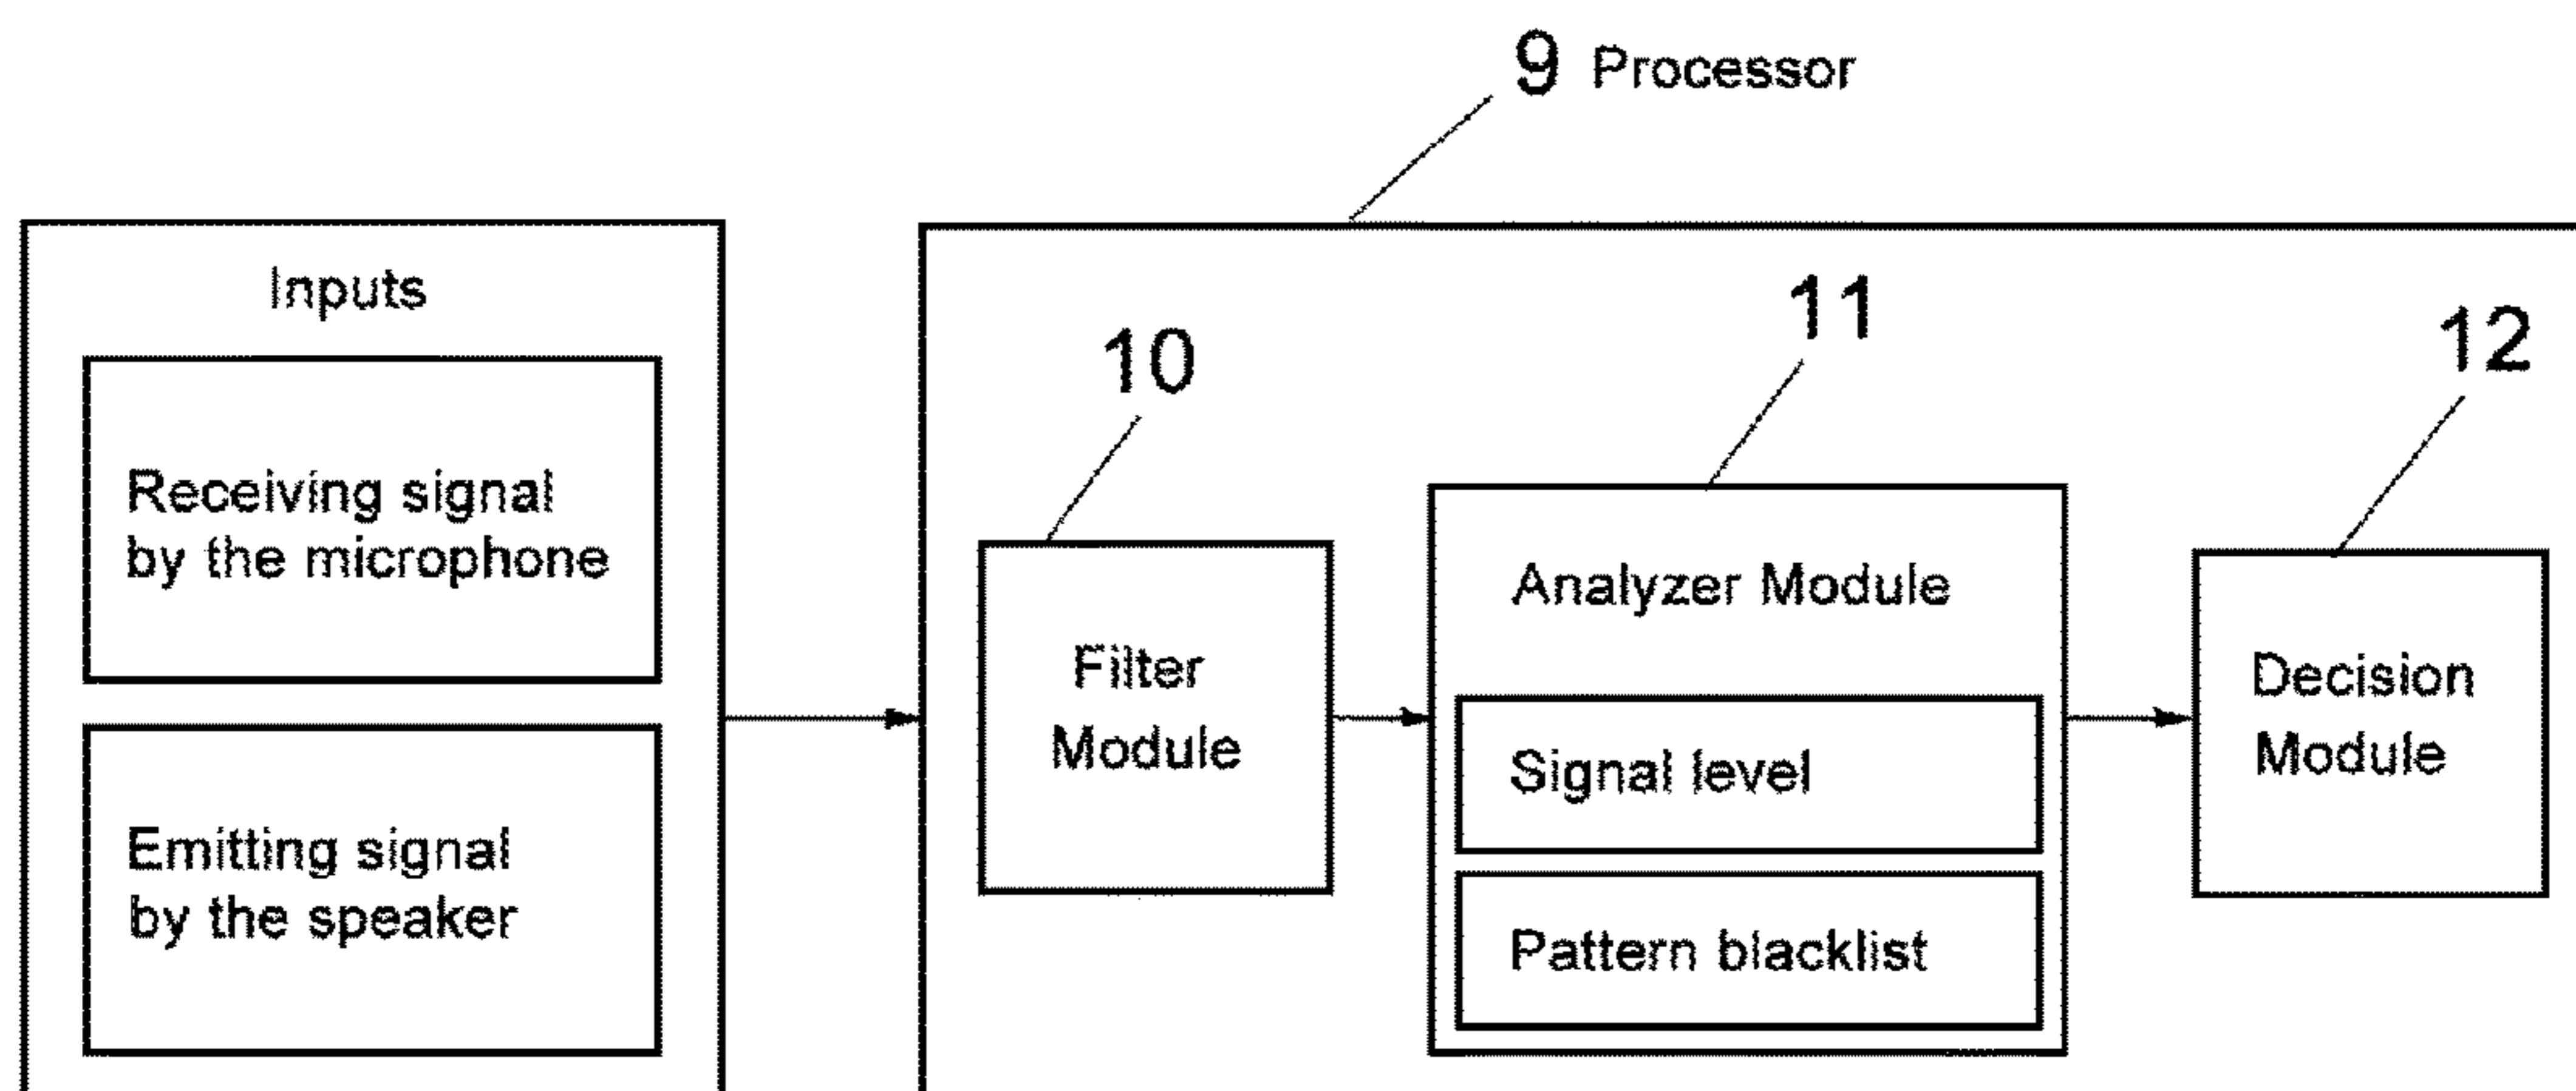 9 Processor
Inputs
Receiving signal
by the microphone
Emitting signal
by the speaker
10
Filter
Module
11
Analyzer Module
Signal level
Pattern blacklist
12
Decision
Module